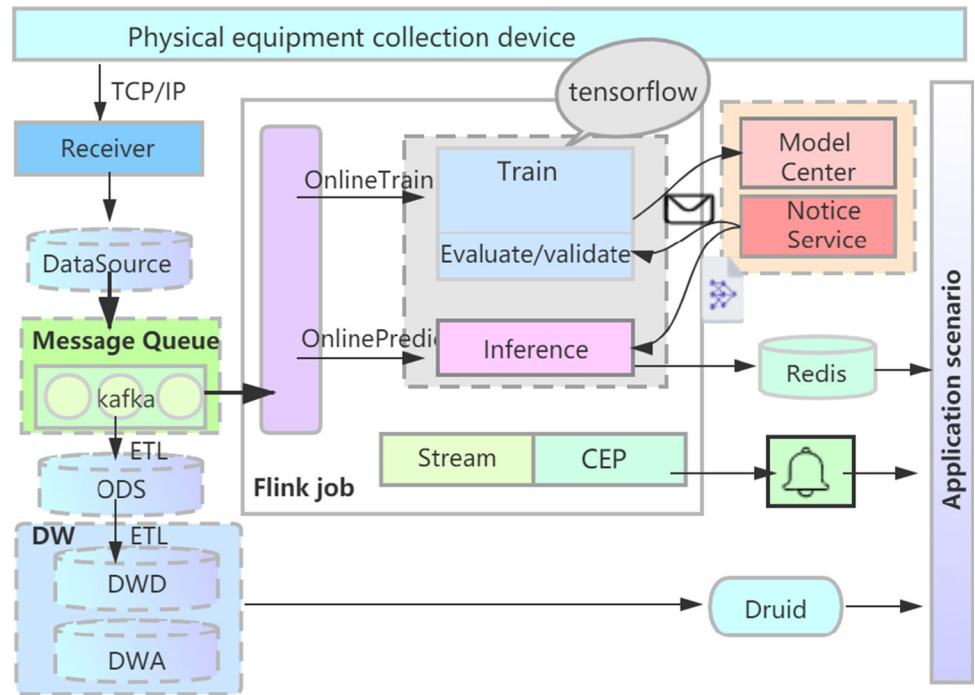 Physical equipment collection device
TCP/IP
tensorflow
Receiver
OnlineTrain
Train
Model
Center
Notice
Service
DataSource
Evaluate/validate
Message Queue
OnlinePredic
Inference
kafka
Redis
ETL
Stream
CEP
ODS
Flink job
DW
ETL
DWD
Druid
DWA
Application scenario